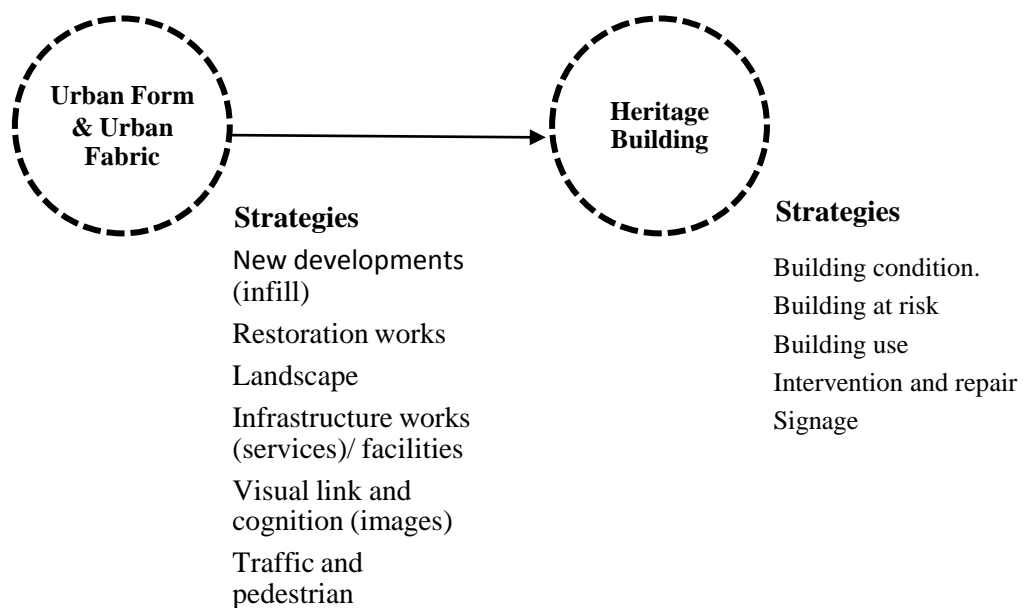 Urban Form
& Urban
Fabric
Heritage
Building
Strategies
New developments
(infill)
Restoration works
Landscape
Infrastructure works
(services)/ facilities
Visual link and
cognition (images)
Traffic and
pedestrian
Strategies
Building condition.
Building at risk
Building use
Intervention and repair
Signage